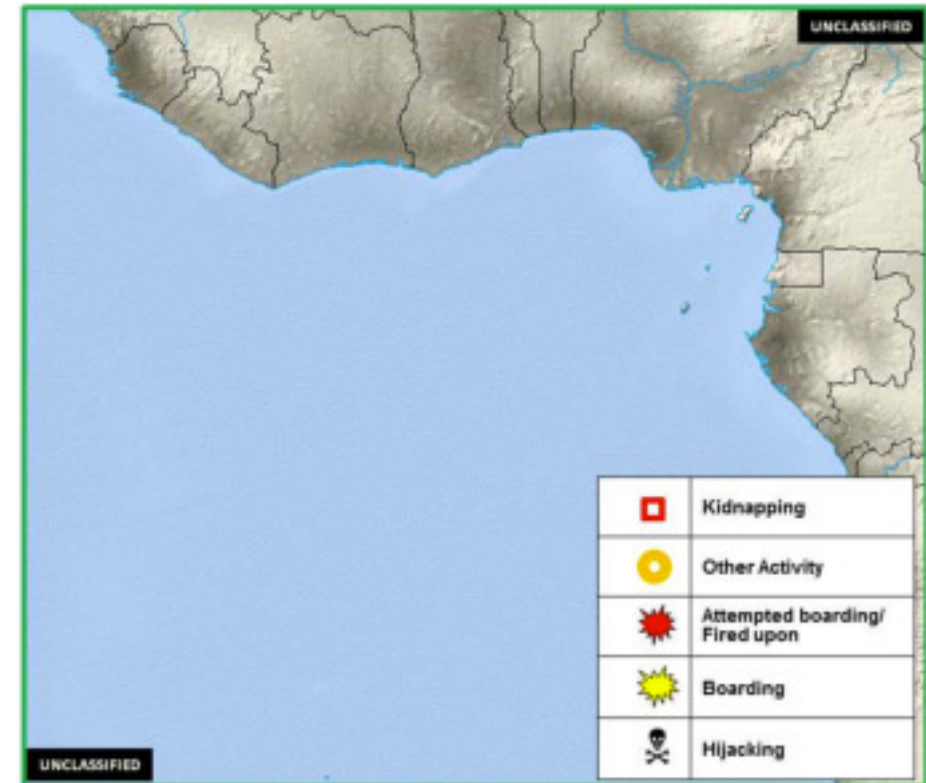 UNCLASSIFIED
Kidnapping
Other Activity
Attempted boarding/
Fired upon
Boarding
Hijacking
UNCLASSIFIED